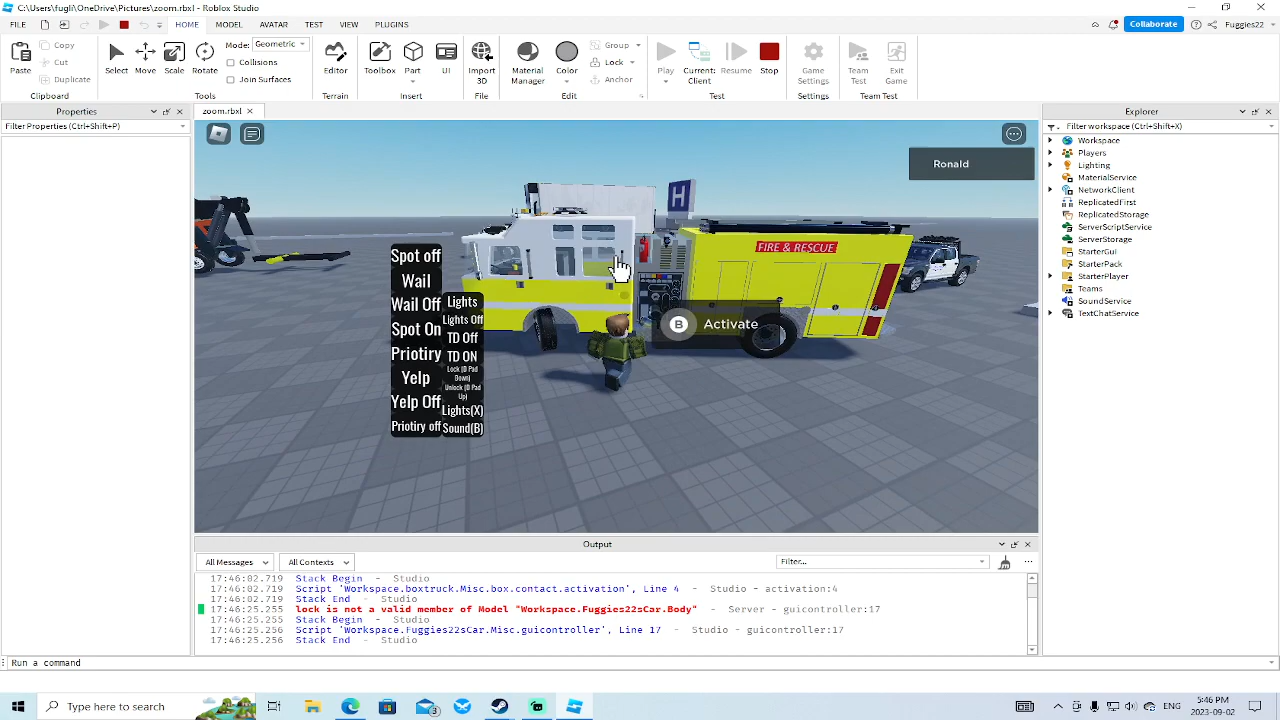 C:\Users\fugli\OneDrive\Pictures\zoom.rbxl - Roblox Studio
FILE HOME MODEL AVATAR TEST VIEW PLUGINS Collaborate Fuggies22
Paste Copy Cut Duplicate Clipboard
Select Move Scale Rotate Mode: Geometric Collisions Join Surfaces Tools
Editor Terrain
Toolbox Part UI Insert
Import 3D File
Material Manager Color Group Lock Anchor Edit
Play Current: Client Resume Stop Test
Game Settings Settings
Team Test Exit Game Team Test
Properties
Filter Properties (Ctrl+Shift+P)
zoom.rbxl
Ronald
H
FIRE & RESCUE
Spot off
Wail
Wail Off
Spot On
Priotiry
Yelp
Yelp Off
Priotiry off
Lights
Lights Off
TD Off
TD ON
Lock (D Pad Down)
Unlock (D Pad Up)
Lights(X)
Sound(B)
B Activate
Explorer
Filter workspace (Ctrl+Shift+X)
Workspace
Players
Lighting
MaterialService
NetworkClient
ReplicatedFirst
ReplicatedStorage
ServerScriptService
ServerStorage
StarterGui
StarterPack
StarterPlayer
Teams
SoundService
TextChatService
Output
All Messages All Contexts Filter...
17:46:02.719 Stack Begin - Studio
17:46:02.719 Script 'Workspace.boxtruck.Misc.box.contact.activation', Line 4 - Studio - activation:4
17:46:02.719 Stack End - Studio
17:46:25.255 lock is not a valid member of Model "Workspace.Fuggies22sCar.Body" - Server - guicontroller:17
17:46:25.255 Stack Begin - Studio
17:46:25.256 Script 'Workspace.Fuggies22sCar.Misc.guicontroller', Line 17 - Studio - guicontroller:17
17:46:25.256 Stack End - Studio
Run a command
Type here to search
3
ENG
5:46 PM
2023-09-02